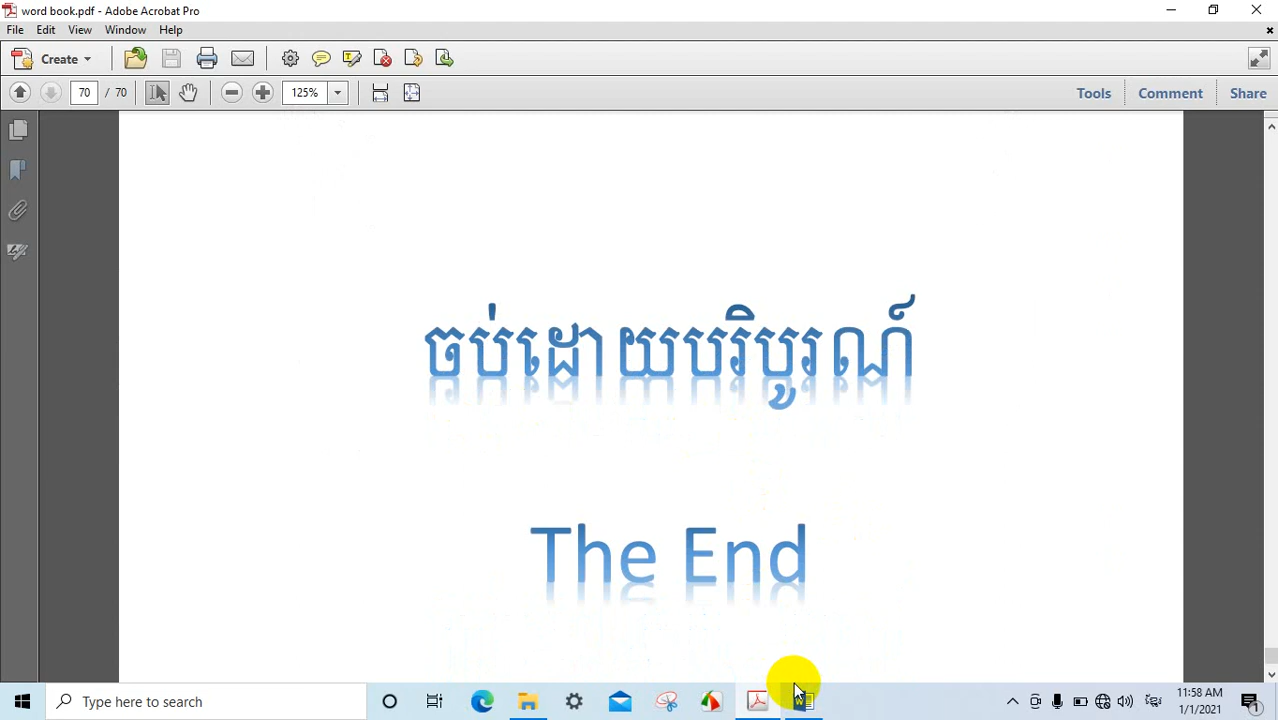 word book.pdf - Adobe Acrobat Pro
File Edit View Window Help
Create
70 / 70 125% Tools Comment Share
ចប់ដោយបរិបូរណ៍
The End
Type here to search
11:58 AM
1/1/2021
1